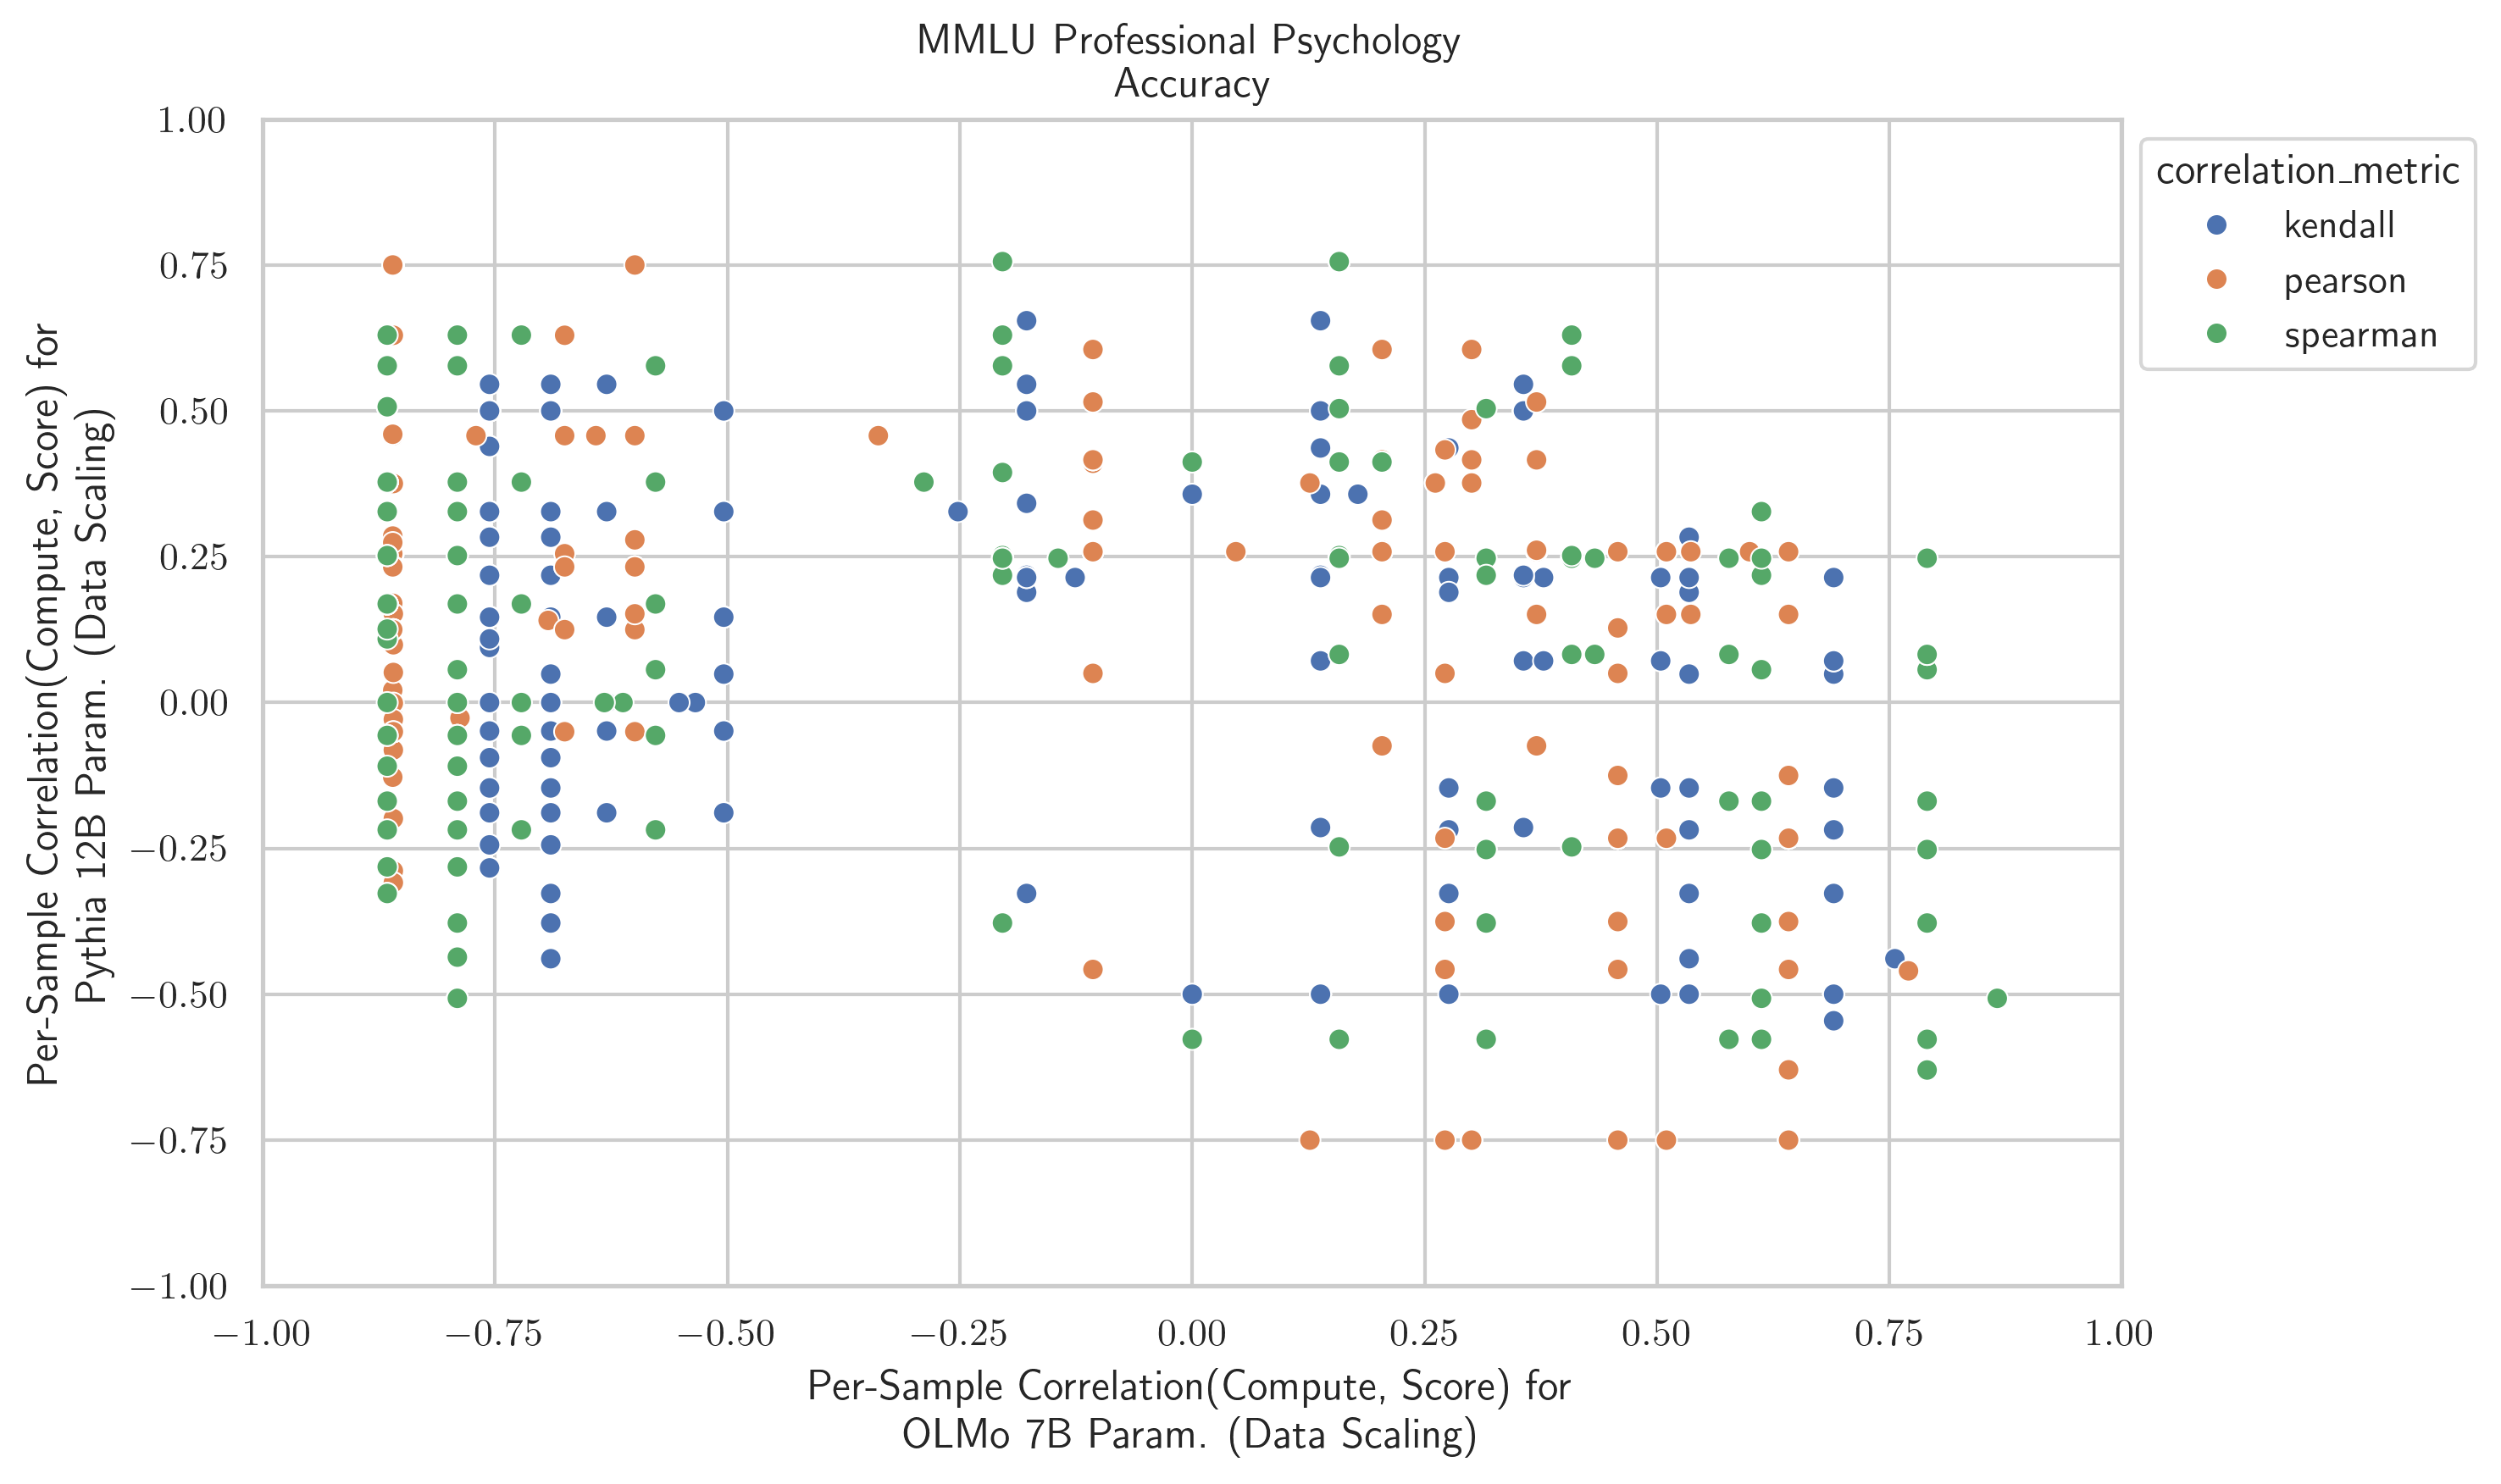 MMLU Professional Psychology
Accuracy
Per-Sample Correlation(Compute, Score) for
Pythia 12B Param. (Data Scaling)
1.00
0.75
0.50
0.25
0.00
−0.25
−0.50
−0.75
−1.00
−1.00 −0.75 −0.50 −0.25 0.00 0.25 0.50 0.75 1.00
Per-Sample Correlation(Compute, Score) for
OLMo 7B Param. (Data Scaling)
correlation_metric
kendall
pearson
spearman